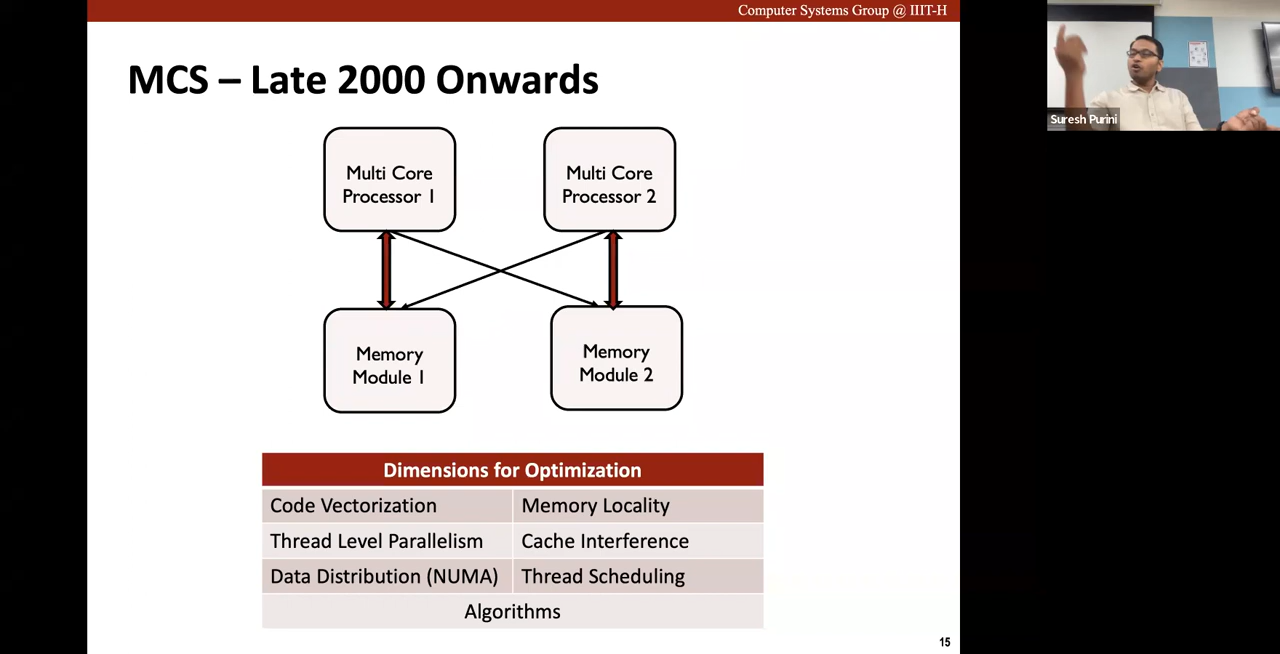 Computer Systems Group @ IIIT-H
Suresh Purini
MCS – Late 2000 Onwards
Multi Core
Processor 1
Multi Core
Processor 2
Memory
Module 1
Memory
Module 2
Dimensions for Optimization
Code Vectorization
Memory Locality
Thread Level Parallelism
Cache Interference
Data Distribution (NUMA)
Thread Scheduling
Algorithms
15